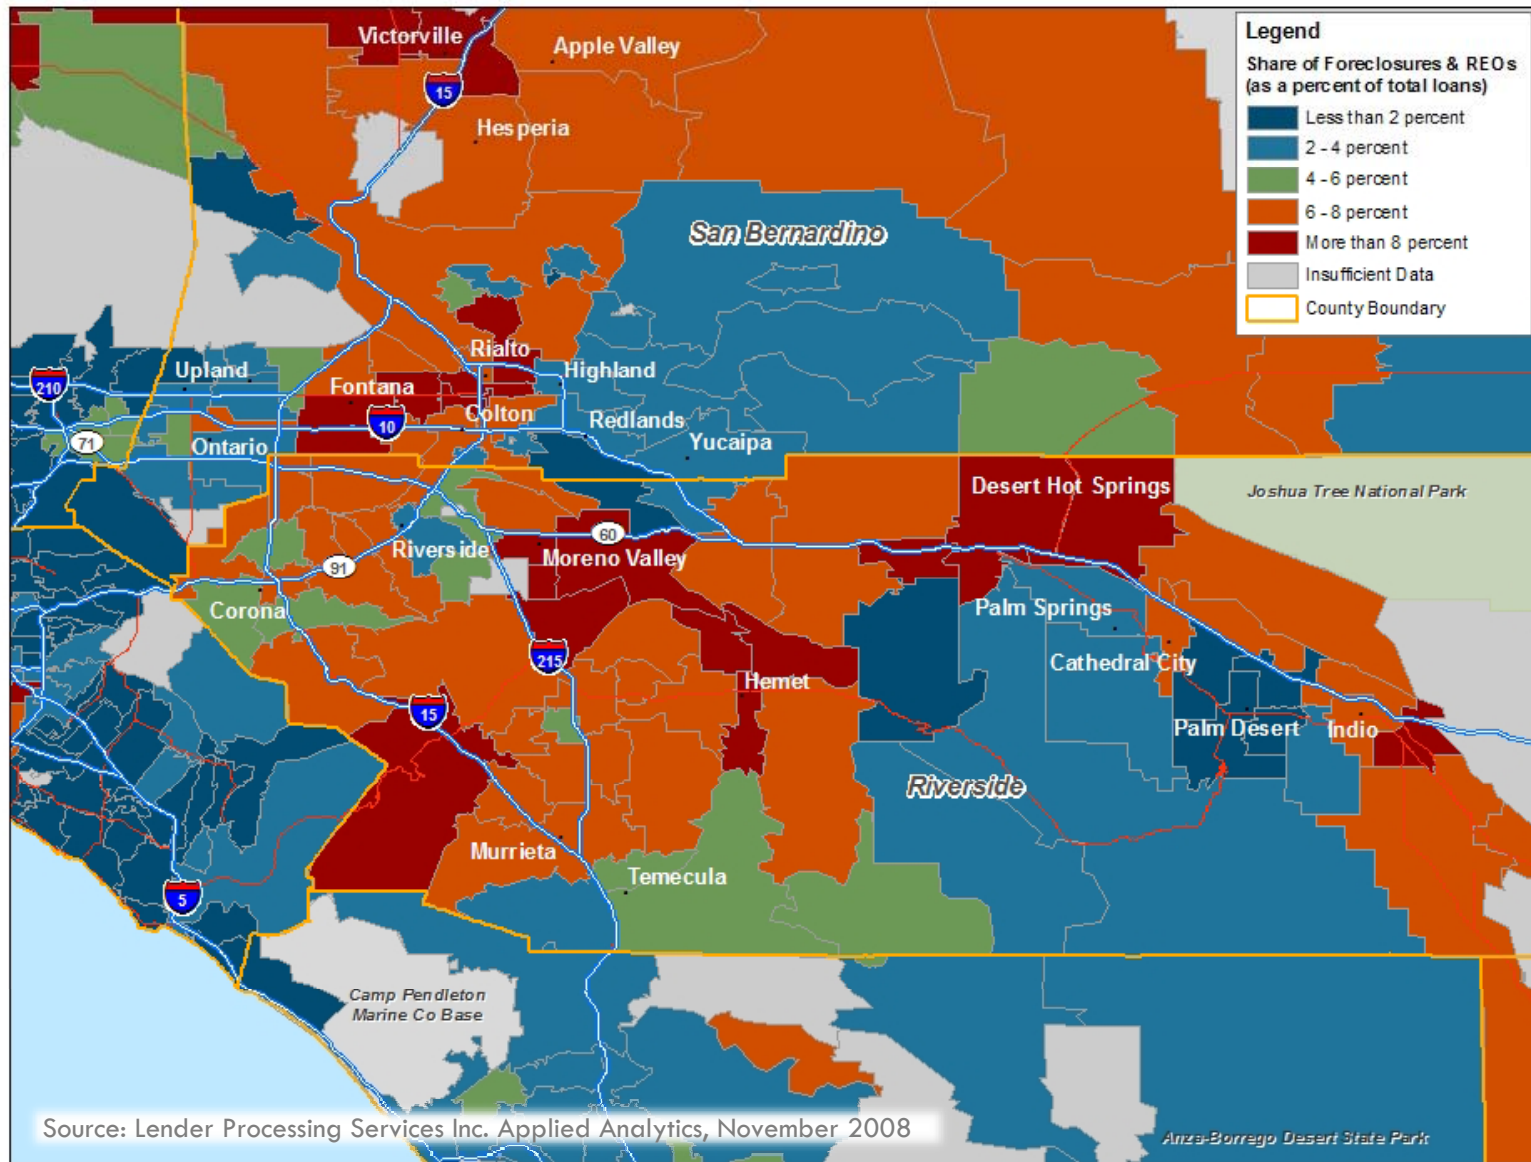 Legend
Share of Foreclosures & REOs
(as a percent of total loans)
Less than 2 percent
2 - 4 percent
4 - 6 percent
6 - 8 percent
More than 8 percent
Insufficient Data
County Boundary
Victorville
Apple Valley
15
Hesperia
San Bernardino
Rialto
Upland
Highland
210
Fontana
Colton
10
Redlands
71
Ontario
Yucaipa
Desert Hot Springs
Joshua Tree National Park
60
Riverside
Moreno Valley
91
Corona
Palm Springs
215
Cathedral City
Hemet
15
Palm Desert
Indio
Riverside
Murrieta
Temecula
5
Camp Pendleton
Marine Co Base
Source: Lender Processing Services Inc. Applied Analytics, November 2008
Anza-Borrego Desert State Park